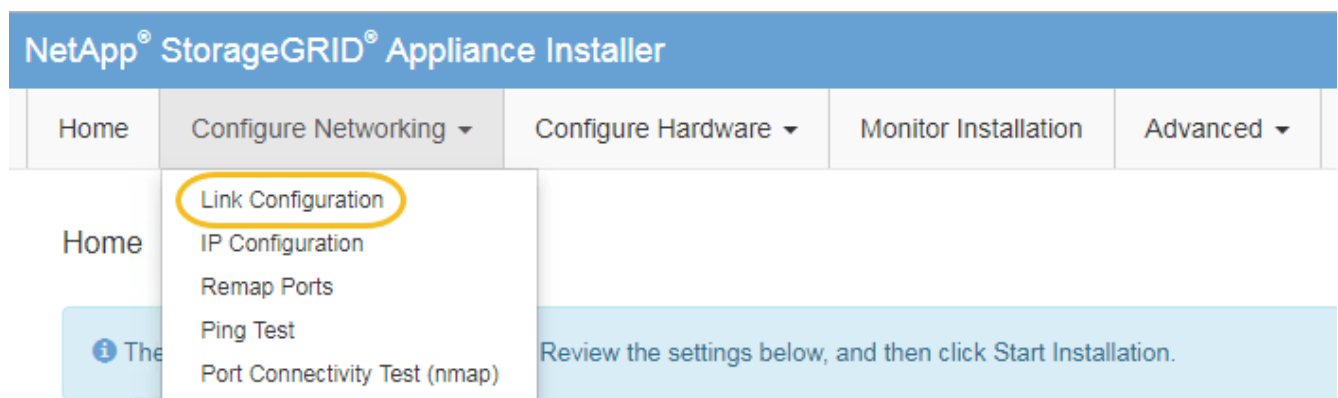 NetApp® StorageGRID® Appliance Installer
Home Configure Networking Configure Hardware Monitor Installation Advanced
Link Configuration
Home
IP Configuration
Remap Ports
Ping Test
The Review the settings below, and then click Start Installation.
Port Connectivity Test (nmap)